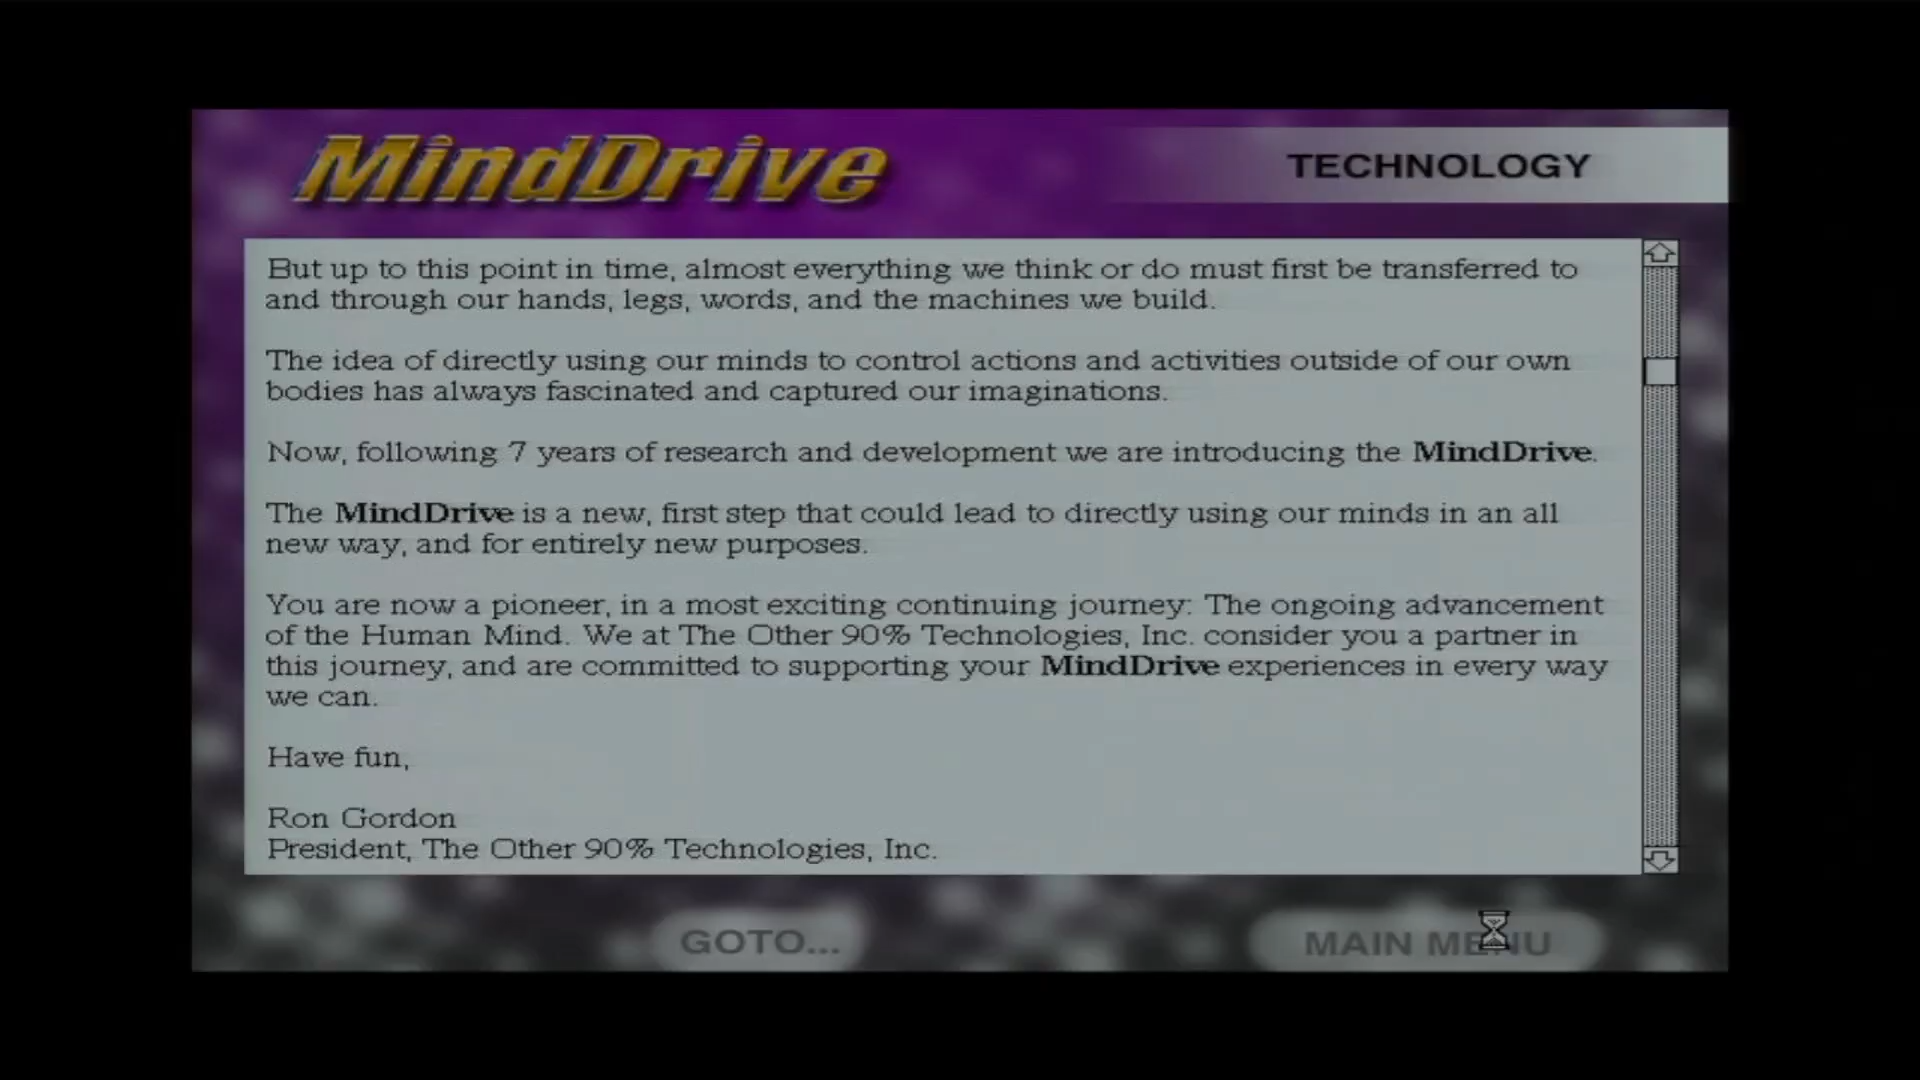 MindDrive
TECHNOLOGY
But up to this point in time, almost everything we think or do must first be transferred to
and through our hands, legs, words, and the machines we build.
The idea of directly using our minds to control actions and activities outside of our own
bodies has always fascinated and captured our imaginations.
Now, following 7 years of research and development we are introducing the MindDrive.
The MindDrive is a new, first step that could lead to directly using our minds in an all
new way, and for entirely new purposes.
You are now a pioneer, in a most exciting continuing journey: The ongoing advancement
of the Human Mind. We at The Other 90% Technologies, Inc. consider you a partner in
this journey, and are committed to supporting your MindDrive experiences in every way
we can.
Have fun,
Ron Gordon
President, The Other 90% Technologies, Inc.
GOTO...
MAIN MENU